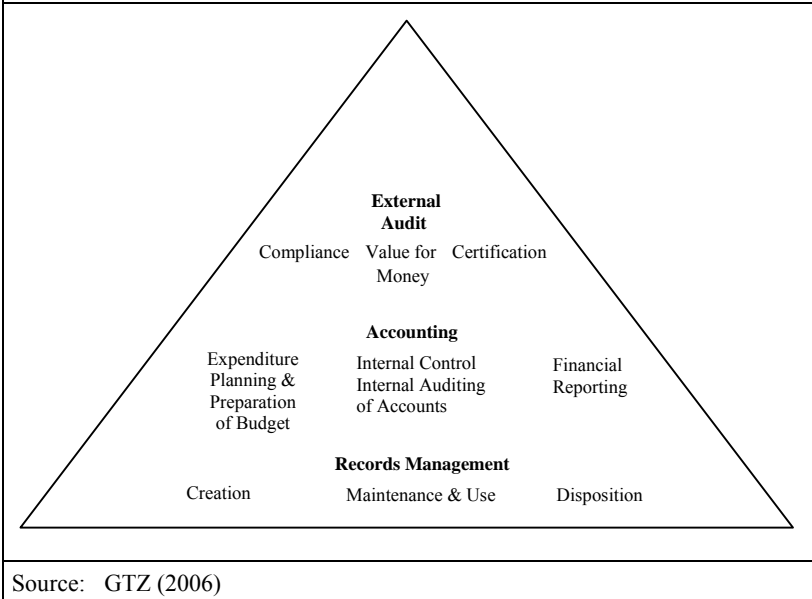 External
Audit
Compliance Value for Certification
Money
Accounting
Expenditure
Planning &
Preparation
of Budget
Internal Control
Internal Auditing
of Accounts
Financial
Reporting
Records Management
Creation Maintenance & Use Disposition
Source: GTZ (2006)